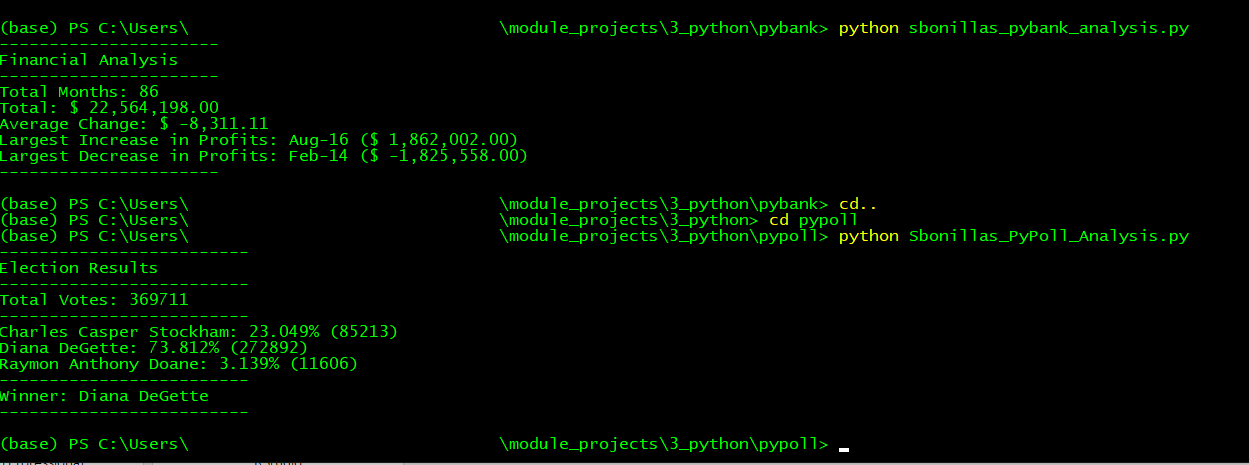 (base) PS C:\Users\ \module_projects\3_python\pybank> python sbonillas_pybank_analysis.py
----------------------
Financial Analysis
----------------------
Total Months: 86
Total: $ 22,564,198.00
Average Change: $ -8,311.11
Largest Increase in Profits: Aug-16 ($ 1,862,002.00)
Largest Decrease in Profits: Feb-14 ($ -1,825,558.00)
----------------------
(base) PS C:\Users\ \module_projects\3_python\pybank> cd..
(base) PS C:\Users\ \module_projects\3_python> cd pypoll
(base) PS C:\Users\ \module_projects\3_python\pypoll> python Sbonillas_PyPoll_Analysis.py
-------------------------
Election Results
-------------------------
Total Votes: 369711
-------------------------
Charles Casper Stockham: 23.049% (85213)
Diana DeGette: 73.812% (272892)
Raymon Anthony Doane: 3.139% (11606)
-------------------------
Winner: Diana DeGette
-------------------------
(base) PS C:\Users\ \module_projects\3_python\pypoll>